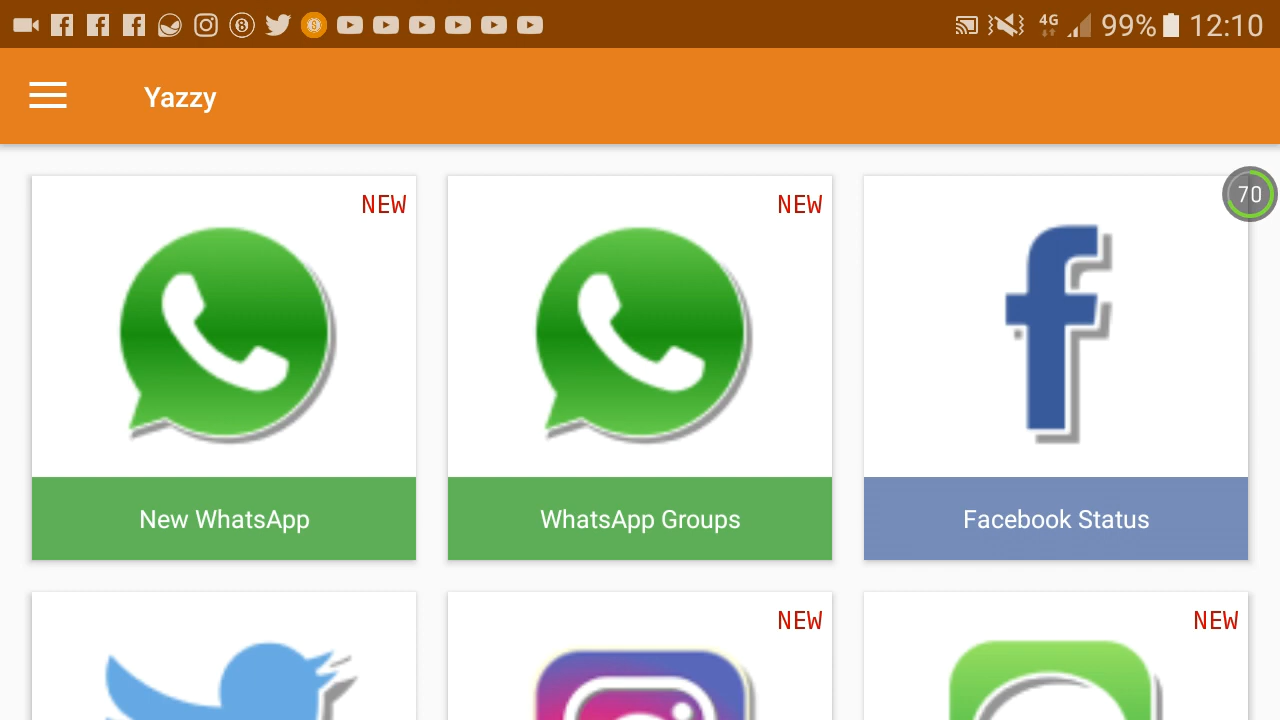 4G 99% 12:10
Yazzy
NEW
NEW
70
New WhatsApp
WhatsApp Groups
Facebook Status
NEW
NEW